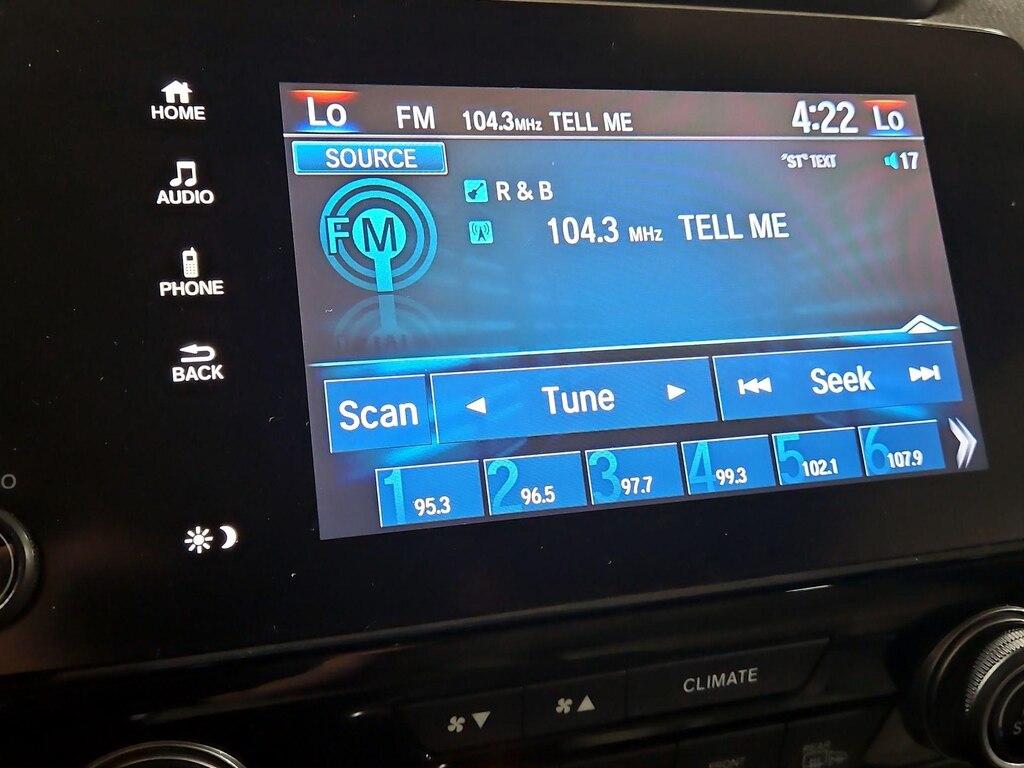 HOME
AUDIO
PHONE
BACK
Lo FM 104.3MHz TELL ME 4:22 Lo
SOURCE "ST" TEXT 17
FM
R & B
104.3 MHz TELL ME
Scan Tune Seek
1 95.3 2 96.5 3 97.7 4 99.3 5 102.1 6 107.9
CLIMATE
FRONT REAR